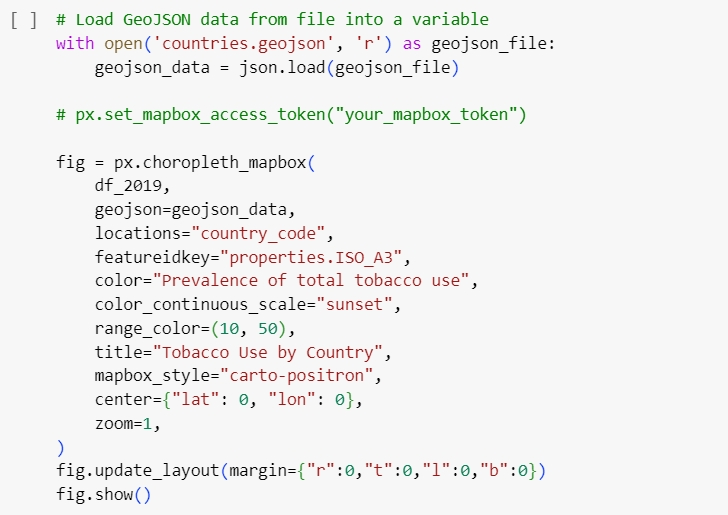 [ ] # Load GeoJSON data from file into a variable
with open('countries.geojson', 'r') as geojson_file:
    geojson_data = json.load(geojson_file)

# px.set_mapbox_access_token("your_mapbox_token")

fig = px.choropleth_mapbox(
    df_2019,
    geojson=geojson_data,
    locations="country_code",
    featureidkey="properties.ISO_A3",
    color="Prevalence of total tobacco use",
    color_continuous_scale="sunset",
    range_color=(10, 50),
    title="Tobacco Use by Country",
    mapbox_style="carto-positron",
    center={"lat": 0, "lon": 0},
    zoom=1,
)
fig.update_layout(margin={"r":0,"t":0,"l":0,"b":0})
fig.show()